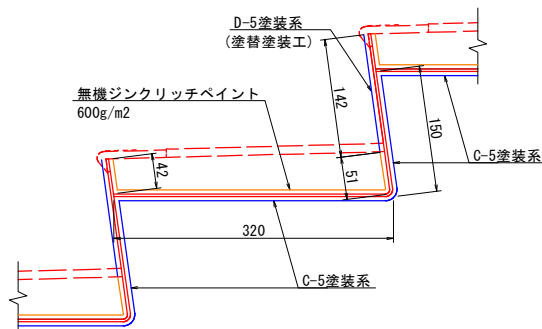 D-5塗装系
(塗替塗装工)
無機ジンクリッチペイント
600g/m2
142
150
C-5塗装系
42
51
320
C-5塗装系